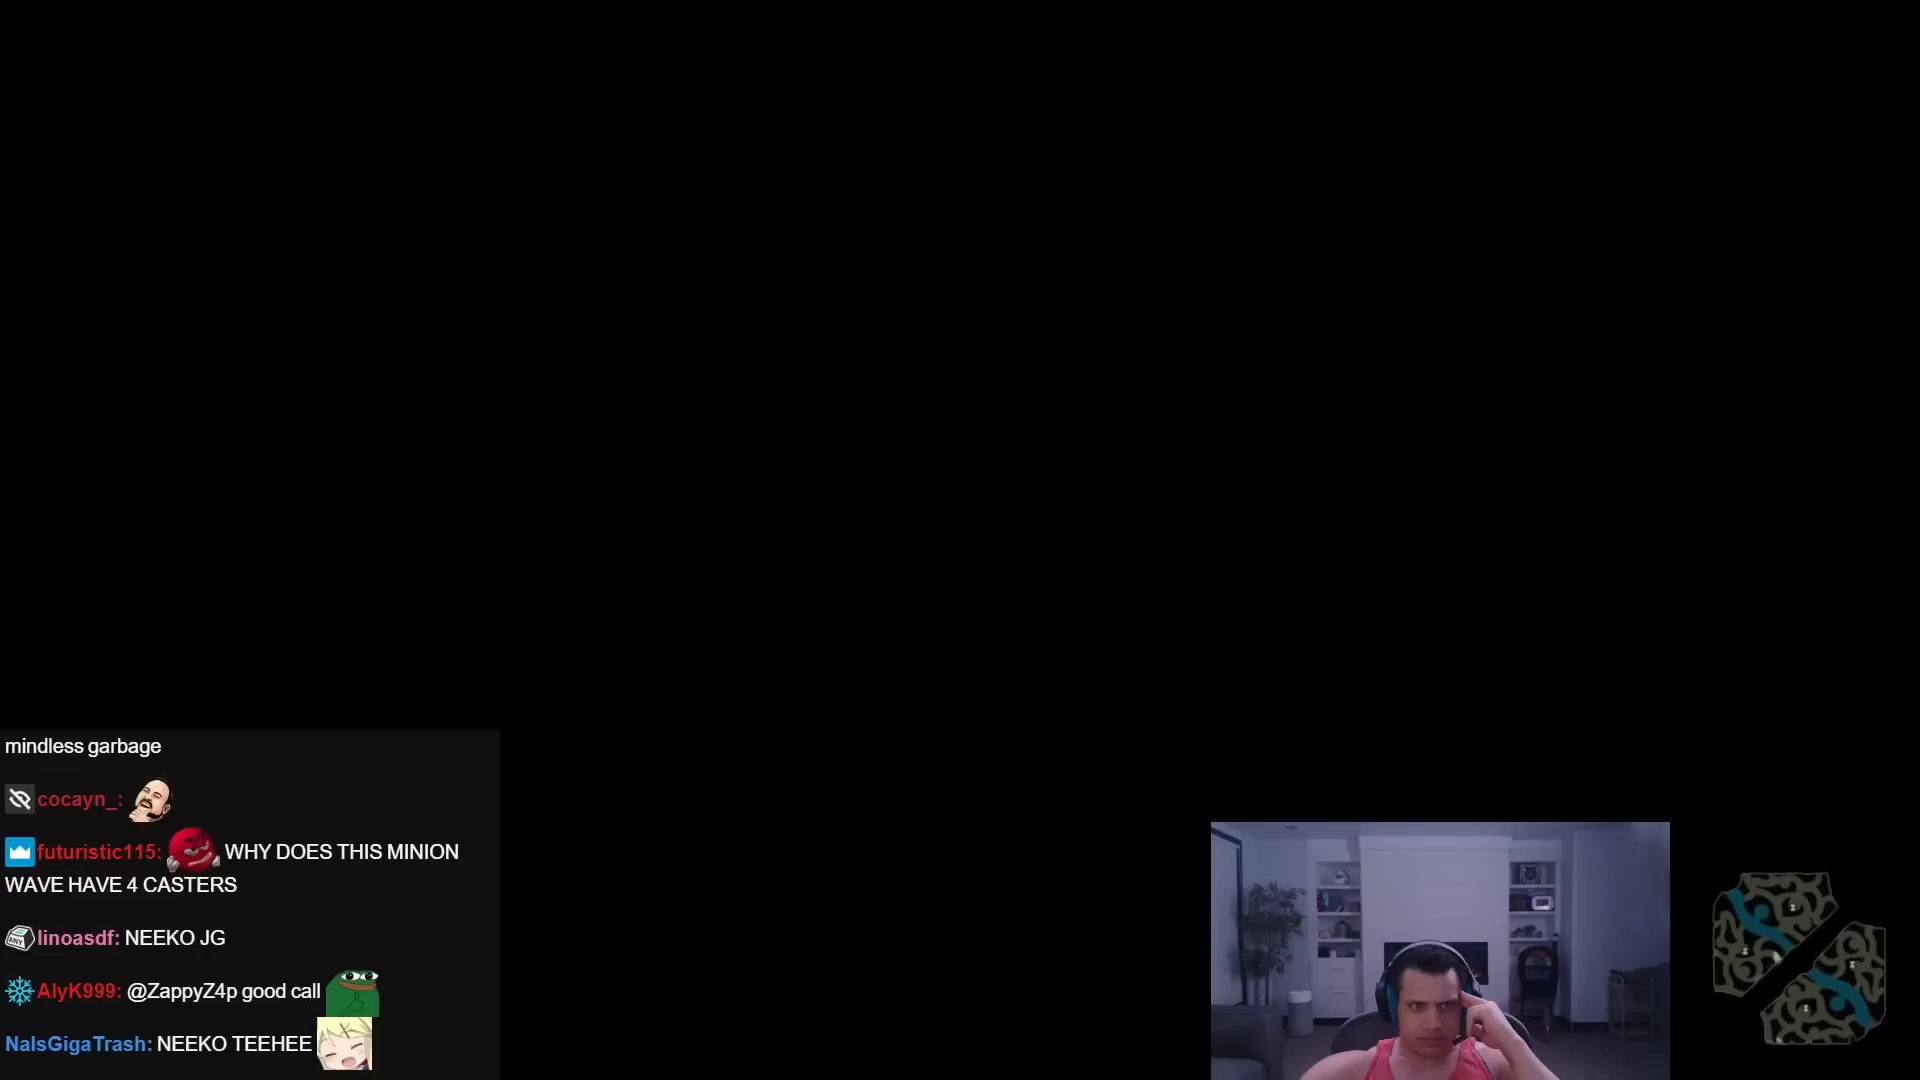 mindless garbage
cocayn_:
futuristic115: WHY DOES THIS MINION
WAVE HAVE 4 CASTERS
ANY linoasdf: NEEKO JG
AlyK999: @ZappyZ4p good call
NalsGigaTrash: NEEKO TEEHEE